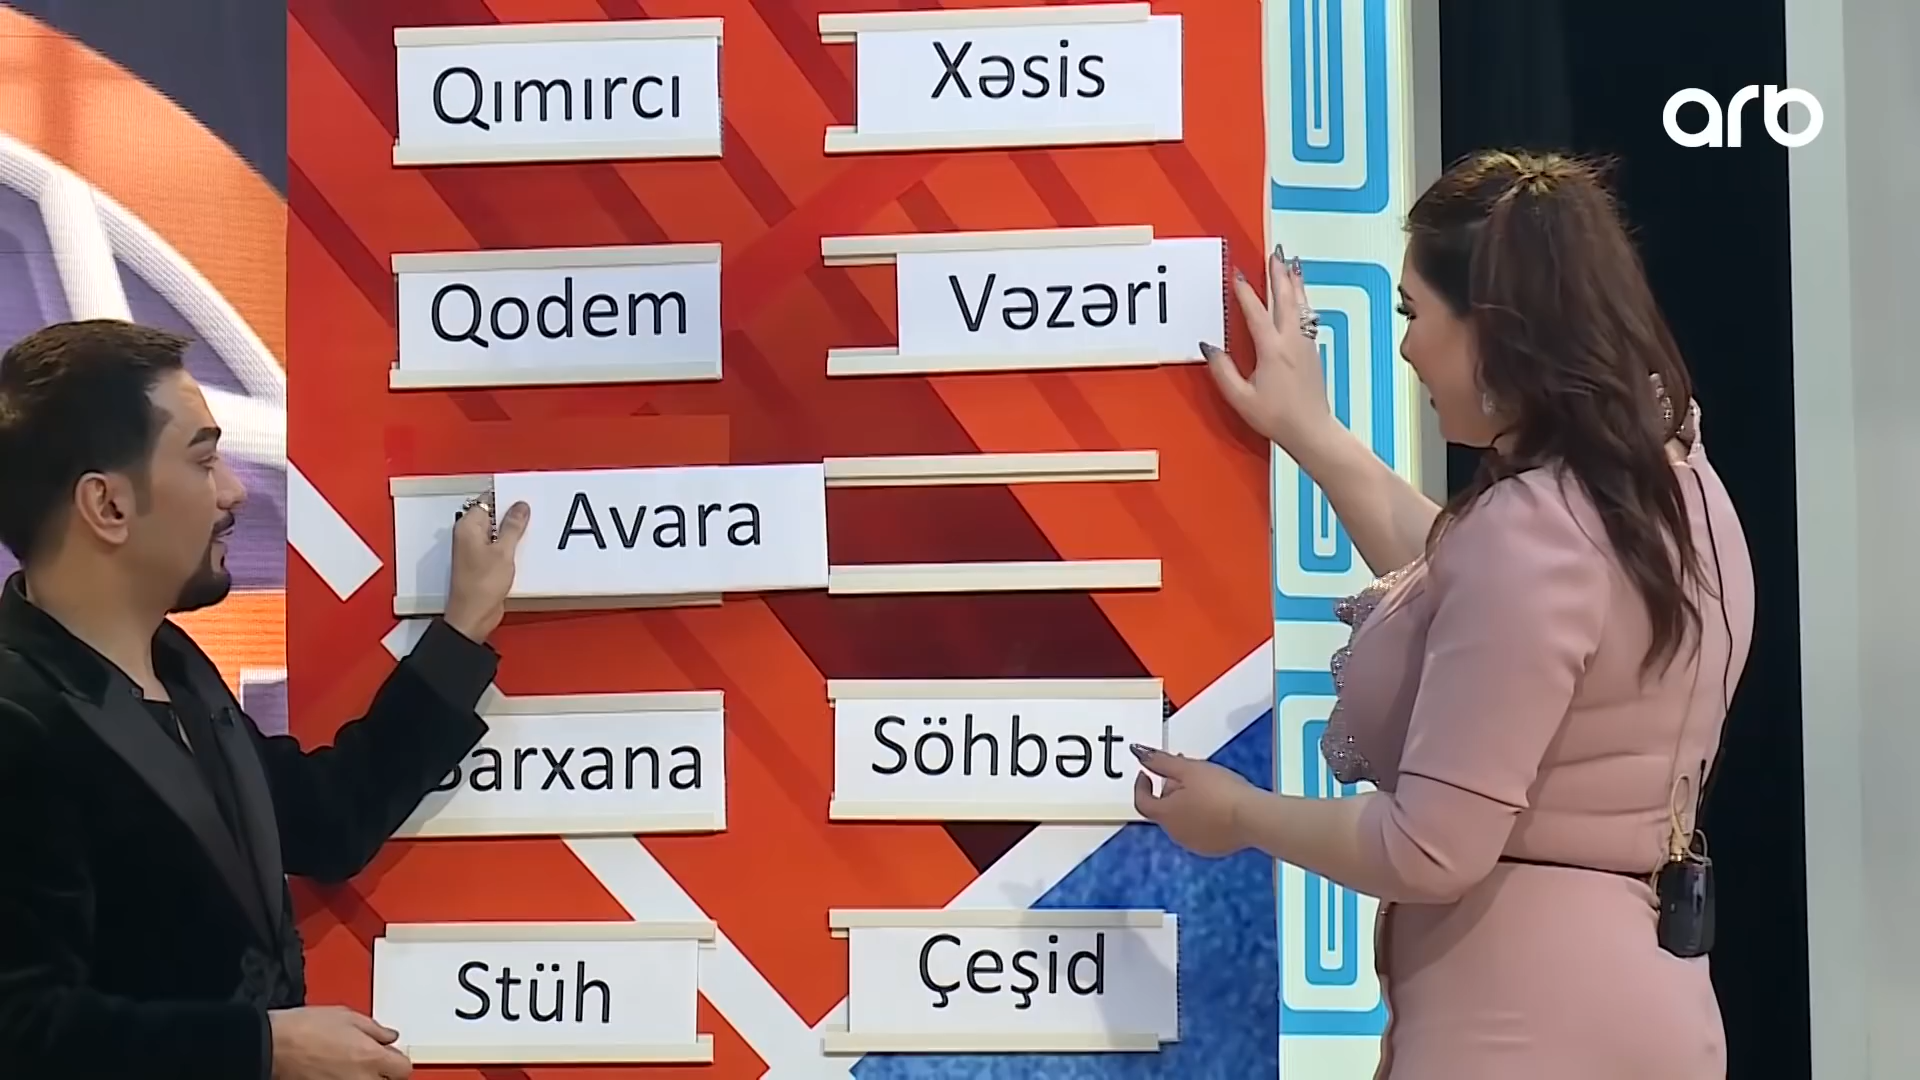 Qımırcı
Xəsis
arb
Qodem
Vəzəri
Avara
Söhbət
Stüh
Çeşid